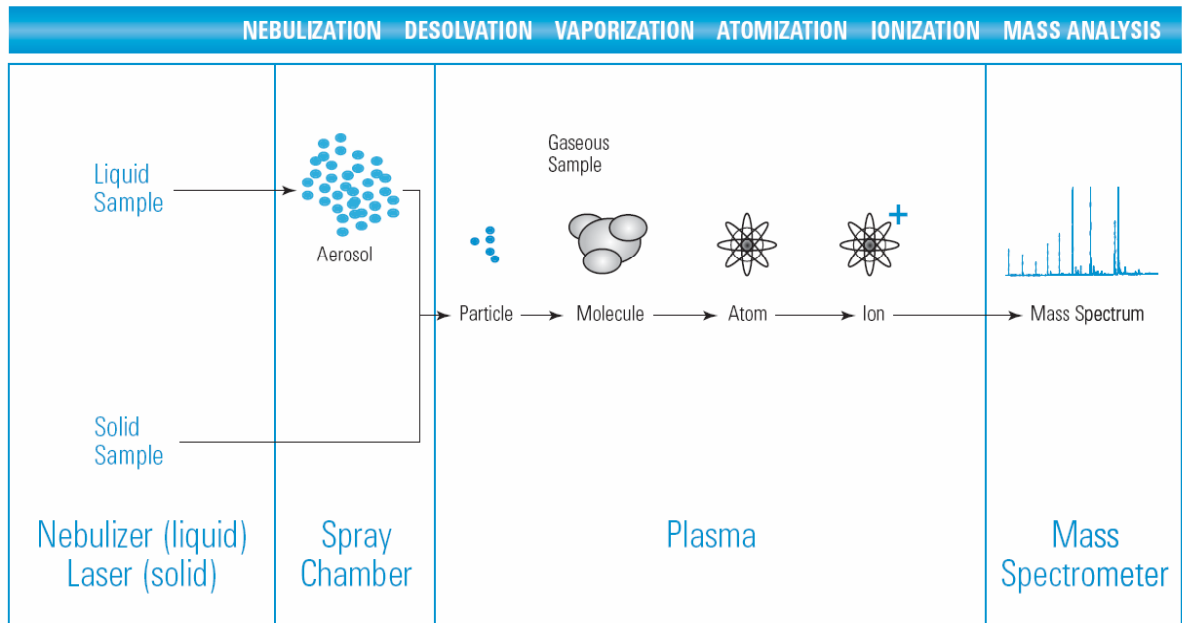 NEBULIZATION DESOLVATION VAPORIZATION ATOMIZATION IONIZATION MASS ANALYSIS
Liquid
Sample
Aerosol
Gaseous
Sample
+
Particle
Molecule
Atom
Ion
Mass Spectrum
Solid
Sample
Nebulizer (liquid)
Laser (solid)
Spray
Chamber
Plasma
Mass
Spectrometer